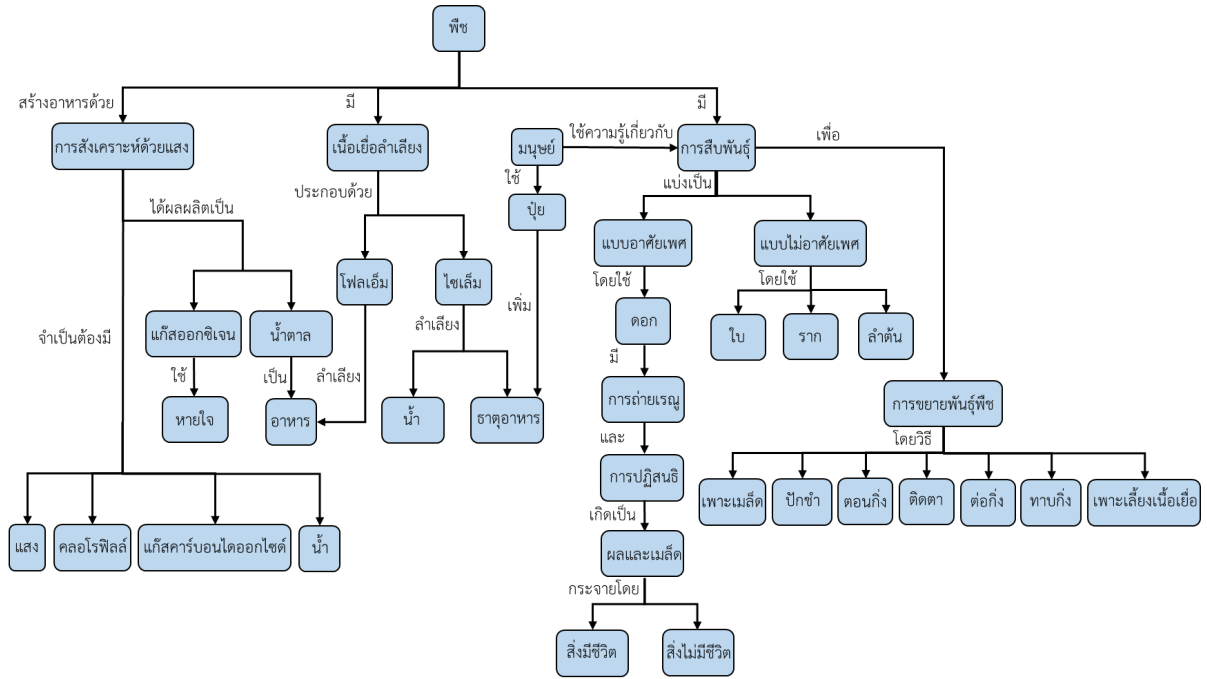 พืช
สร้างอาหารด้วย
มี
มี
การสังเคราะห์ด้วยแสง
เนื้อเยื่อลำเลียง
มนุษย์
ใช้ความรู้เกี่ยวกับ
การสืบพันธุ์
เพื่อ
ได้ผลผลิตเป็น
ประกอบด้วย
ใช้
ปุ๋ย
แบ่งเป็น
แบบอาศัยเพศ
แบบไม่อาศัยเพศ
โฟลเอ็ม
ไซเล็ม
โดยใช้
โดยใช้
จำเป็นต้องมี
แก๊สออกซิเจน
น้ำตาล
ลำเลียง
เพิ่ม
ดอก
ใบ
ราก
ลำต้น
ใช้
เป็น
ลำเลียง
มี
หายใจ
อาหาร
น้ำ
ธาตุอาหาร
การถ่ายเรณู
การขยายพันธุ์พืช
และ
โดยวิธี
การปฏิสนธิ
เพาะเมล็ด
ปักชำ
ตอนกิ่ง
ติดตา
ต่อกิ่ง
ทาบกิ่ง
เพาะเลี้ยงเนื้อเยื่อ
เกิดเป็น
แสง
คลอโรฟิลล์
แก๊สคาร์บอนไดออกไซด์
น้ำ
ผลและเมล็ด
กระจายโดย
สิ่งมีชีวิต
สิ่งไม่มีชีวิต